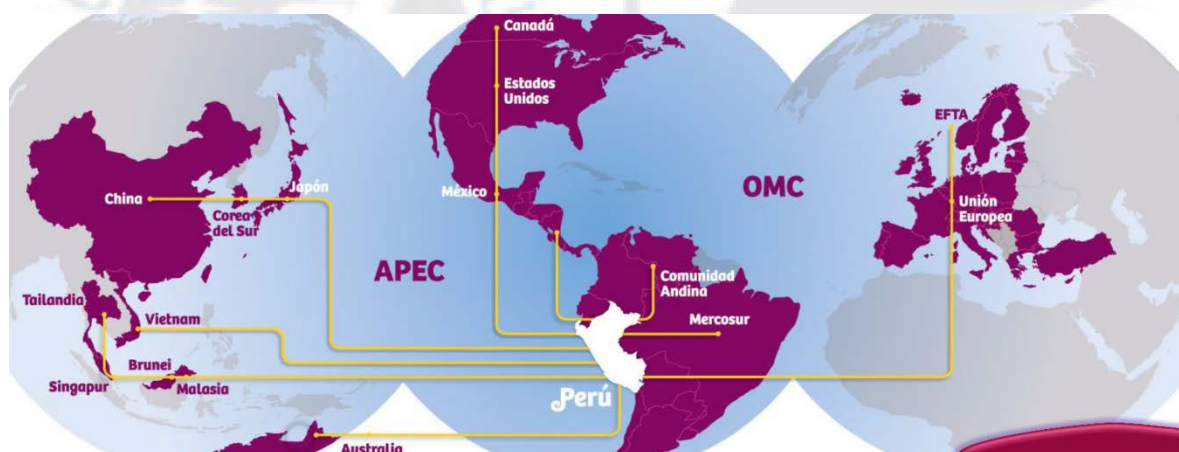 Canadá
Estados
Unidos
México
APEC
OMC
China
Japón
Corea
del Sur
Tailandia
Vietnam
Brunei
Singapur
Malasia
Australia
Comunidad
Andina
Mercosur
Perú
EFTA
Unión
Europea